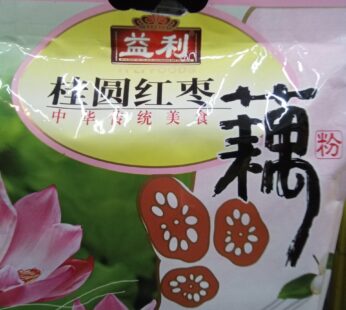 益利
桂圆红枣
中华传统美食
藕
粉